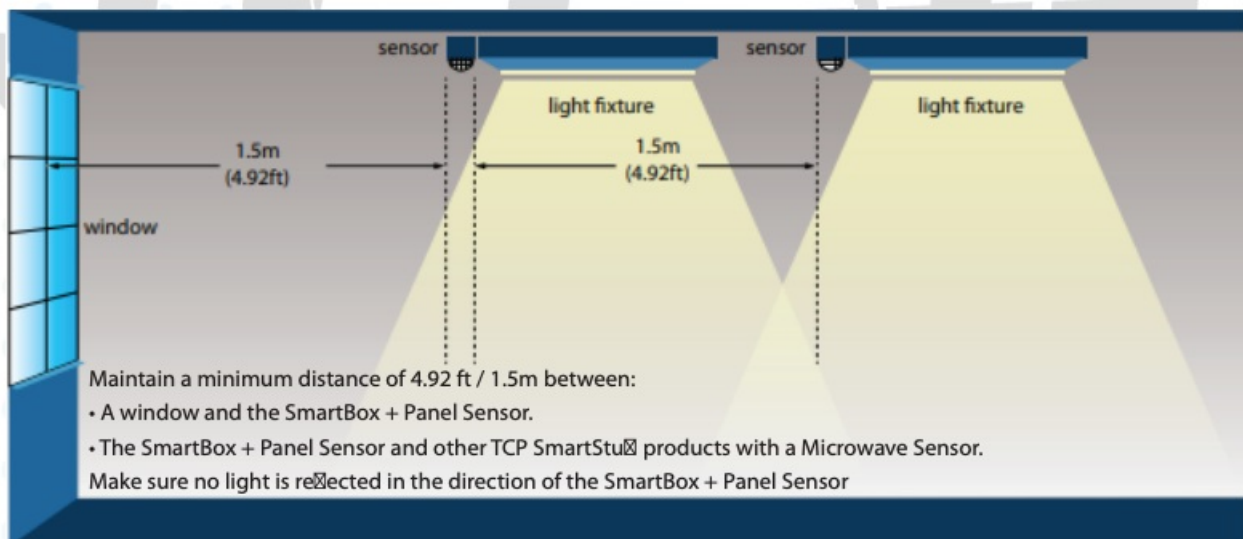 sensor
sensor
light fixture
light fixture
1.5m
(4.92ft)
1.5m
(4.92ft)
window
Maintain a minimum distance of 4.92 ft / 1.5m between:
• A window and the SmartBox + Panel Sensor.
• The SmartBox + Panel Sensor and other TCP SmartStu☒ products with a Microwave Sensor.
Make sure no light is re☒ected in the direction of the SmartBox + Panel Sensor